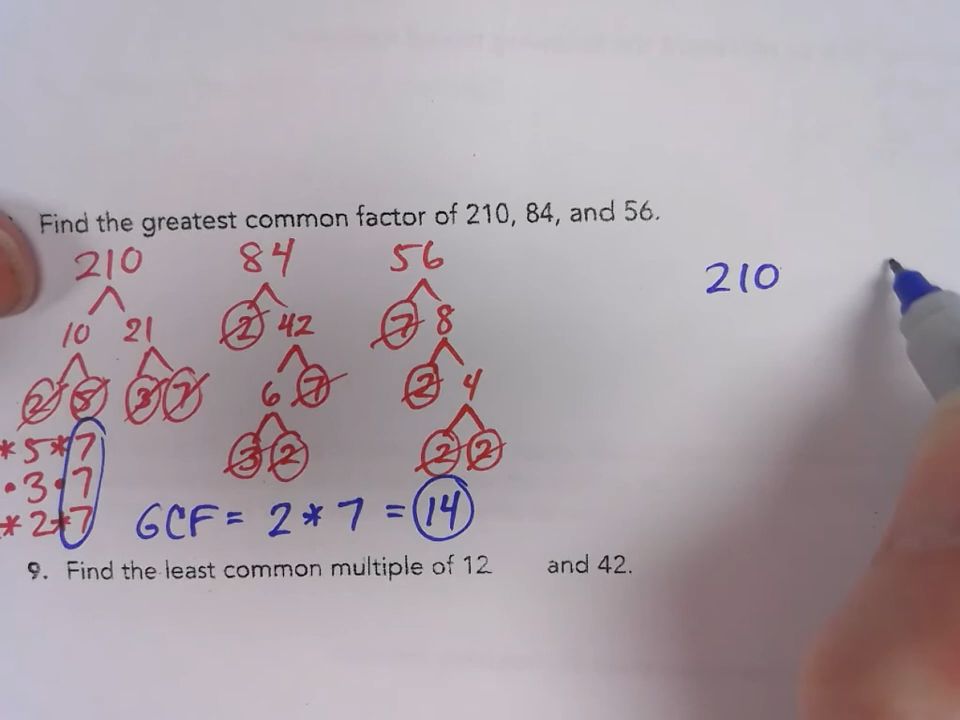 Find the greatest common factor of 210, 84, and 56.
210 84 56 210
10 21 2 42 7 8
2 5 3 7 6 7 2 4
*5*7 3 2 2 2
•3•7
*2*7 GCF = 2 * 7 = 14
9. Find the least common multiple of 12 and 42.